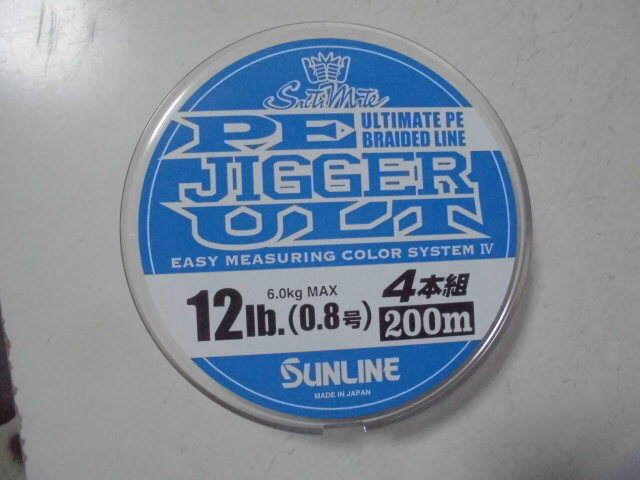 SaltiMate
PE ULTIMATE PE
BRAIDED LINE
JIGGER
ULT
EASY MEASURING COLOR SYSTEM IV
6.0kg MAX
12lb. (0.8号)
4本組
200m
SUNLINE
MADE IN JAPAN